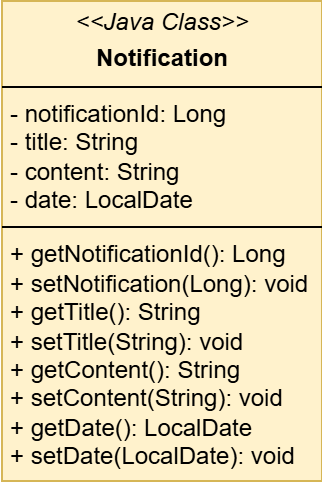 <<Java Class>>
Notification
- notificationId: Long
- title: String
- content: String
- date: LocalDate
+ getNotificationId(): Long
+ setNotification(Long): void
+ getTitle(): String
+ setTitle(String): void
+ getContent(): String
+ setContent(String): void
+ getDate(): LocalDate
+ setDate(LocalDate): void